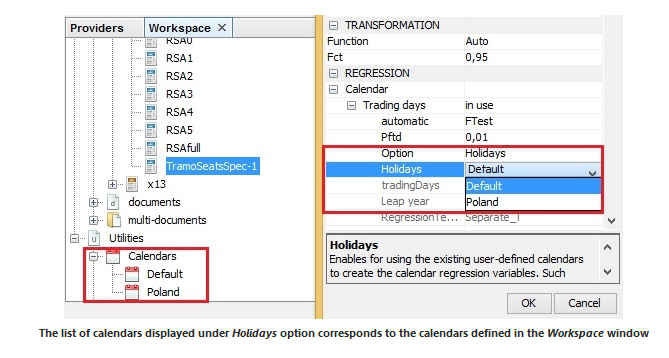 Providers
Workspace ×
RSA0
RSA1
RSA2
RSA3
RSA4
RSA5
RSAfull
TramoSeatsSpec-1
x13
documents
multi-documents
Utilities
Calendars
Default
Poland
TRANSFORMATION
Function Auto
Fct 0,95
REGRESSION
Calendar
Trading days in use
automatic FTest
Pftd 0,01
Option Holidays
Holidays Default
tradingDays Default
Leap year Poland
RegressionTe... Separate_T
Holidays
Enables for using the existing user-defined calendars
to create the calendar regression variables. Such
OK Cancel
The list of calendars displayed under Holidays option corresponds to the calendars defined in the Workspace window